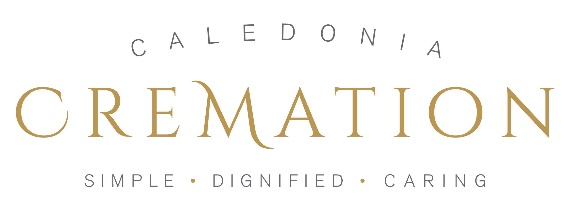 CALEDONIA
CREMATION
SIMPLE • DIGNIFIED • CARING